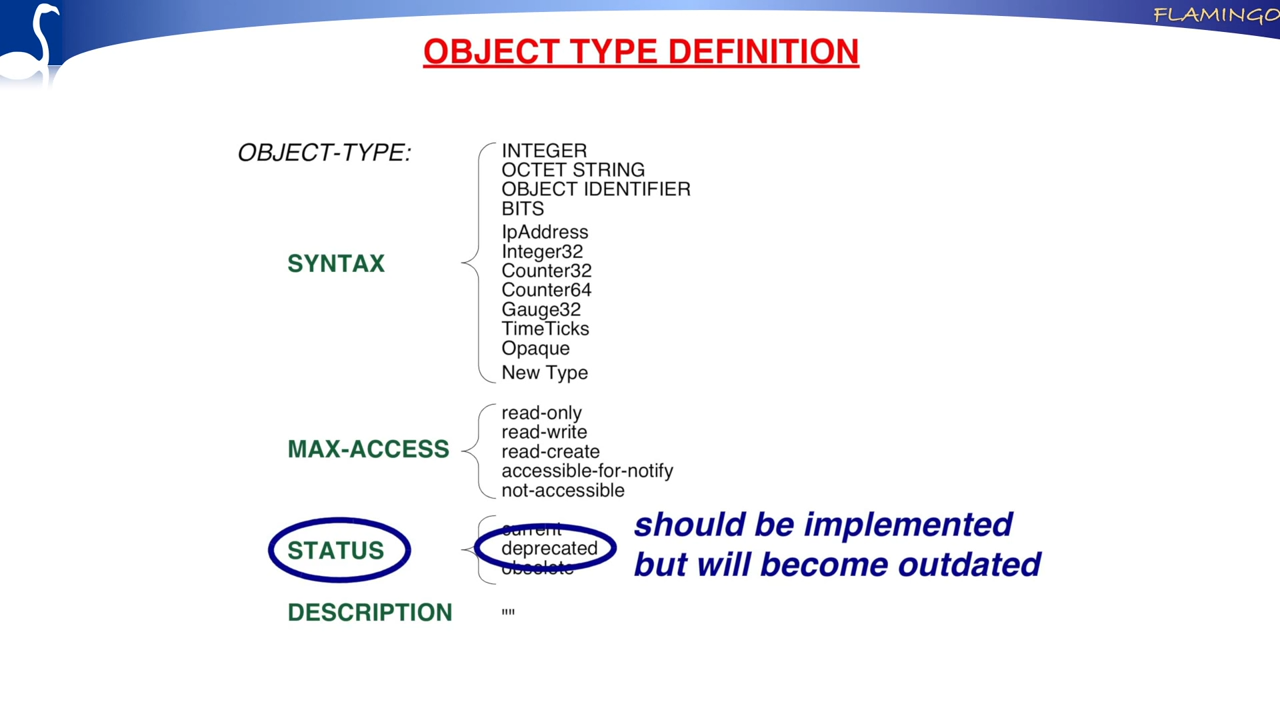 FLAMINGO
OBJECT TYPE DEFINITION
OBJECT-TYPE:
SYNTAX
INTEGER
OCTET STRING
OBJECT IDENTIFIER
BITS
IpAddress
Integer32
Counter32
Counter64
Gauge32
TimeTicks
Opaque
New Type
MAX-ACCESS
read-only
read-write
read-create
accessible-for-notify
not-accessible
STATUS
current
deprecated
obsolete
should be implemented
but will become outdated
DESCRIPTION
""